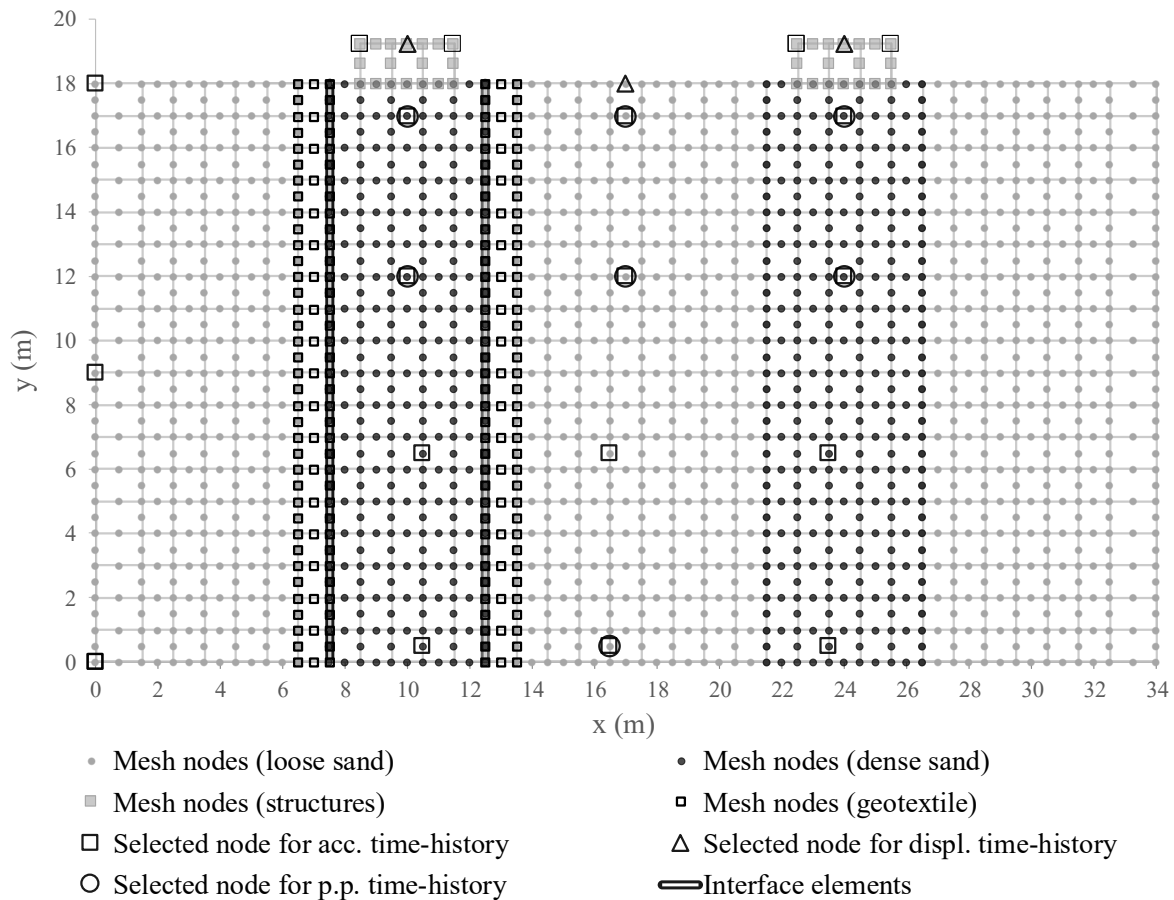 20
18
16
14
12
10
8
6
4
2
0
y (m)
0 2 4 6 8 10 12 14 16 18 20 22 24 26 28 30 32 34
x (m)
Mesh nodes (loose sand) Mesh nodes (dense sand)
Mesh nodes (structures) Mesh nodes (geotextile)
Selected node for acc. time-history Selected node for displ. time-history
Selected node for p.p. time-history Interface elements